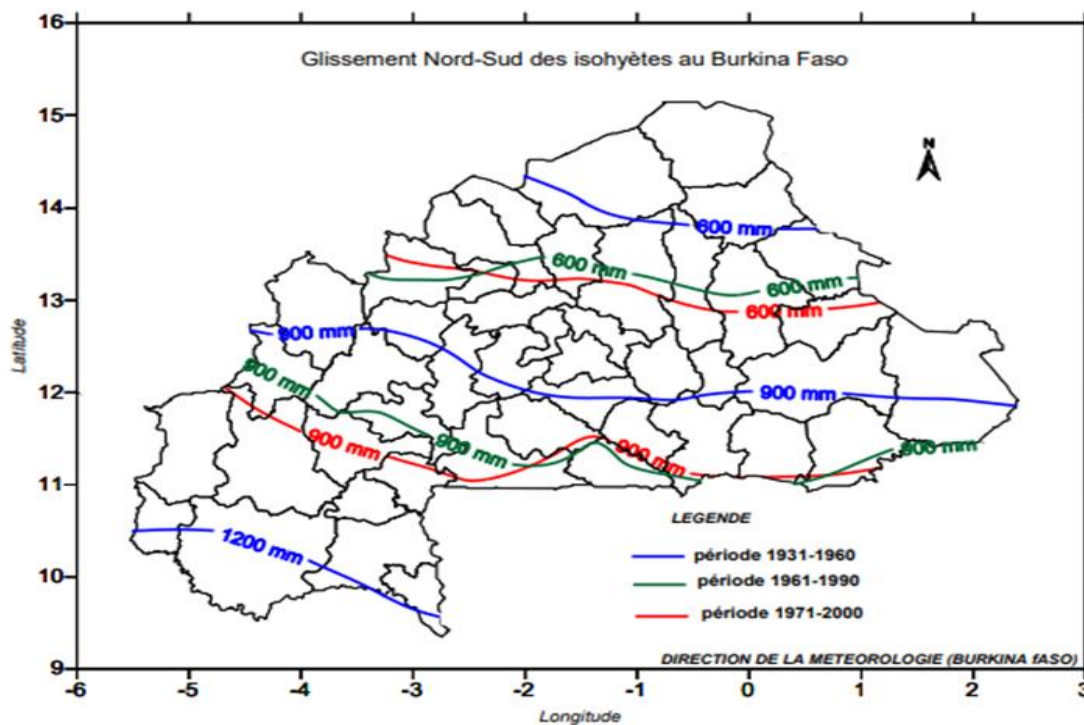 Glissement Nord-Sud des isohyètes au Burkina Faso
16
15
14
13
12
11
10
9
Latitude
N
600 mm
600 mm
600 mm
600 mm
900 mm
900 mm
900 mm
900 mm
900 mm
900 mm
900 mm
1200 mm
LEGENDE
période 1931-1960
période 1961-1990
période 1971-2000
DIRECTION DE LA METEOROLOGIE (BURKINA fASO)
-6 -5 -4 -3 -2 -1 0 1 2 3
Longitude